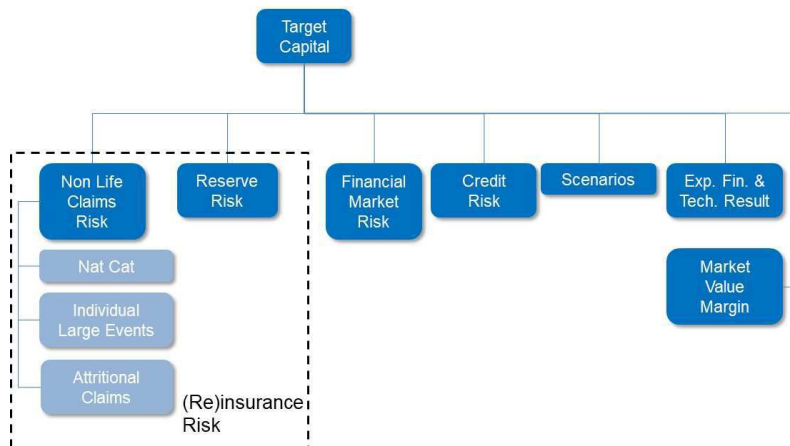 Target
Capital
Non Life
Claims
Risk
Reserve
Risk
Financial
Market
Risk
Credit
Risk
Scenarios
Exp. Fin. &
Tech. Result
Nat Cat
Market
Value
Margin
Individual
Large Events
Attritional
Claims
(Re)insurance
Risk